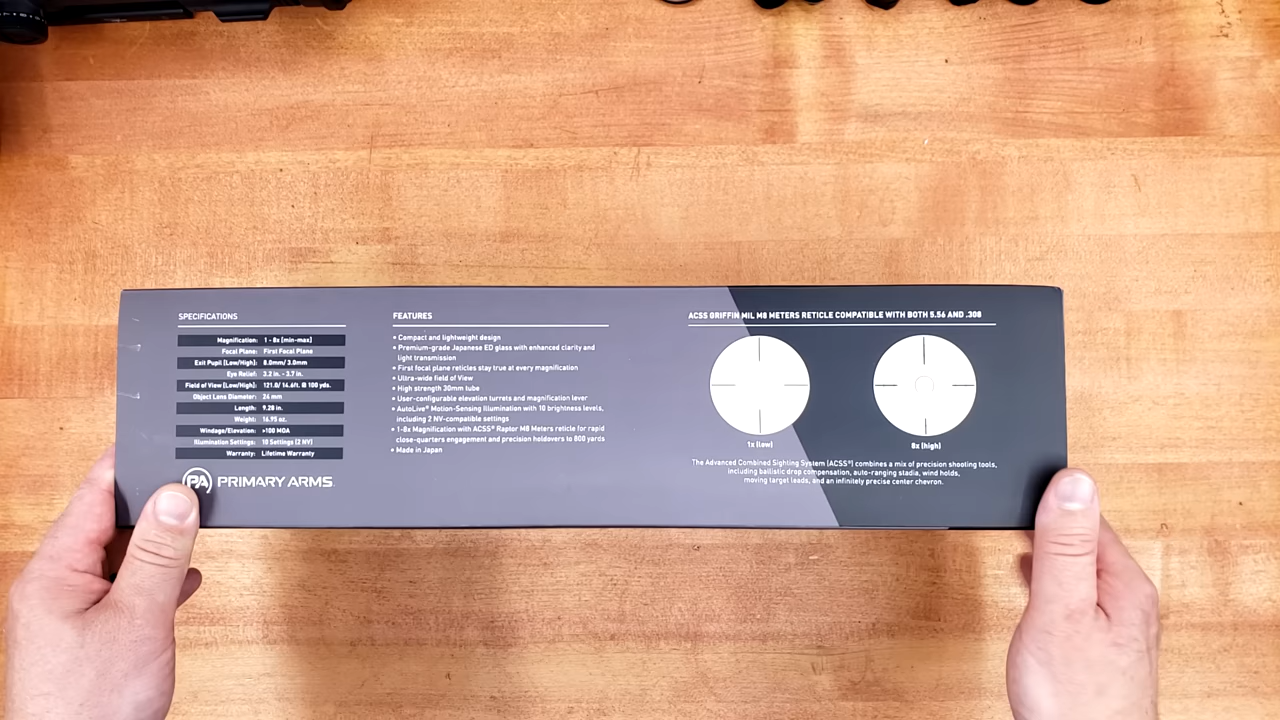 SPECIFICATIONS
Magnification: 1 - 8x (min-max)
Focal Plane: First Focal Plane
Exit Pupil (Low/High): 8.0mm/ 3.0mm
Eye Relief: 3.2 in. - 3.7 in.
Field of View (Low/High): 121.0/ 14.6ft. @ 100 yds.
Object Lens Diameter: 24 mm
Length: 9.28 in.
Weight: 16.95 oz.
Windage/Elevation: >100 MOA
Illumination Settings: 10 Settings (2 NV)
Warranty: Lifetime Warranty
PA PRIMARY ARMS
FEATURES
• Compact and lightweight design
• Premium-grade Japanese ED glass with enhanced clarity and
light transmission
• First focal plane reticles stay true at every magnification
• Ultra-wide field of View
• High strength 30mm tube
• User-configurable elevation turrets and magnification lever
• AutoLive® Motion-Sensing Illumination with 10 brightness levels,
including 2 NV-compatible settings
• 1-8x Magnification with ACSS® Raptor M8 Meters reticle for rapid
close-quarters engagement and precision holdovers to 800 yards
• Made in Japan
ACSS GRIFFIN MIL M8 METERS RETICLE COMPATIBLE WITH BOTH 5.56 AND .308
1x (low)
8x (high)
The Advanced Combined Sighting System (ACSS®) combines a mix of precision shooting tools,
including ballistic drop compensation, auto-ranging stadia, wind holds,
moving target leads, and an infinitely precise center chevron.